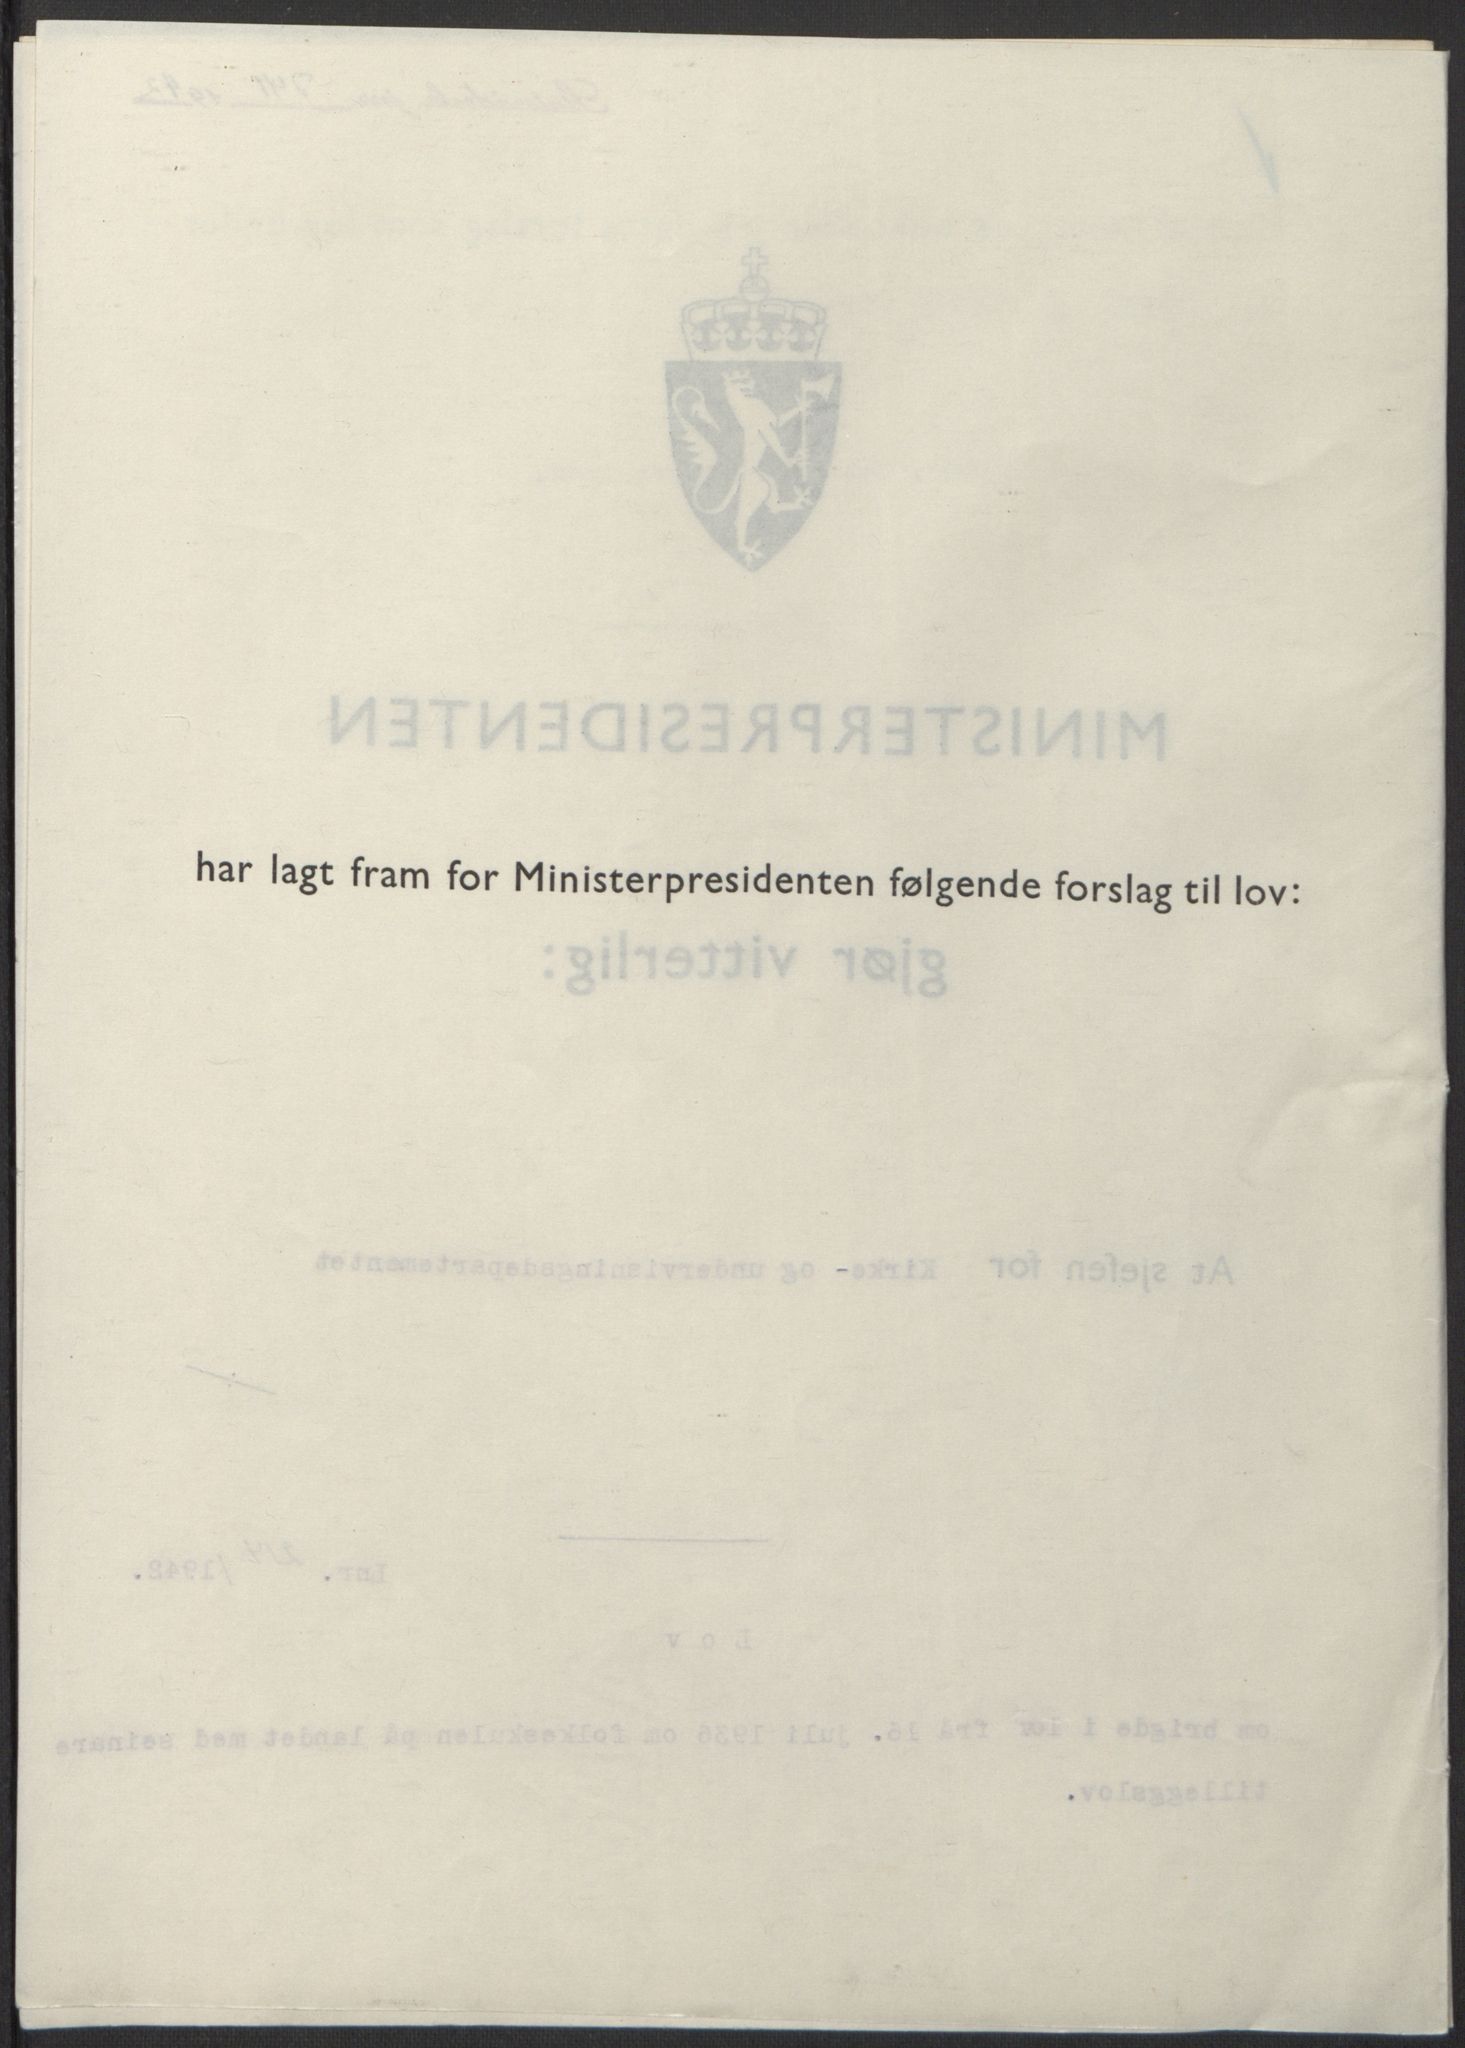 MINISTERPRESIDENTEN
har lagt fram for Ministerpresidenten følgende forslag til lov:
gjør vitterlig:
At sjefen for Kirke- og undervisningsdepartementet
Lnr. /1942.
Lov
om brigde i lov frå 16. juli 1936 om folkeskulen på landet med seinare
tilleggslov.